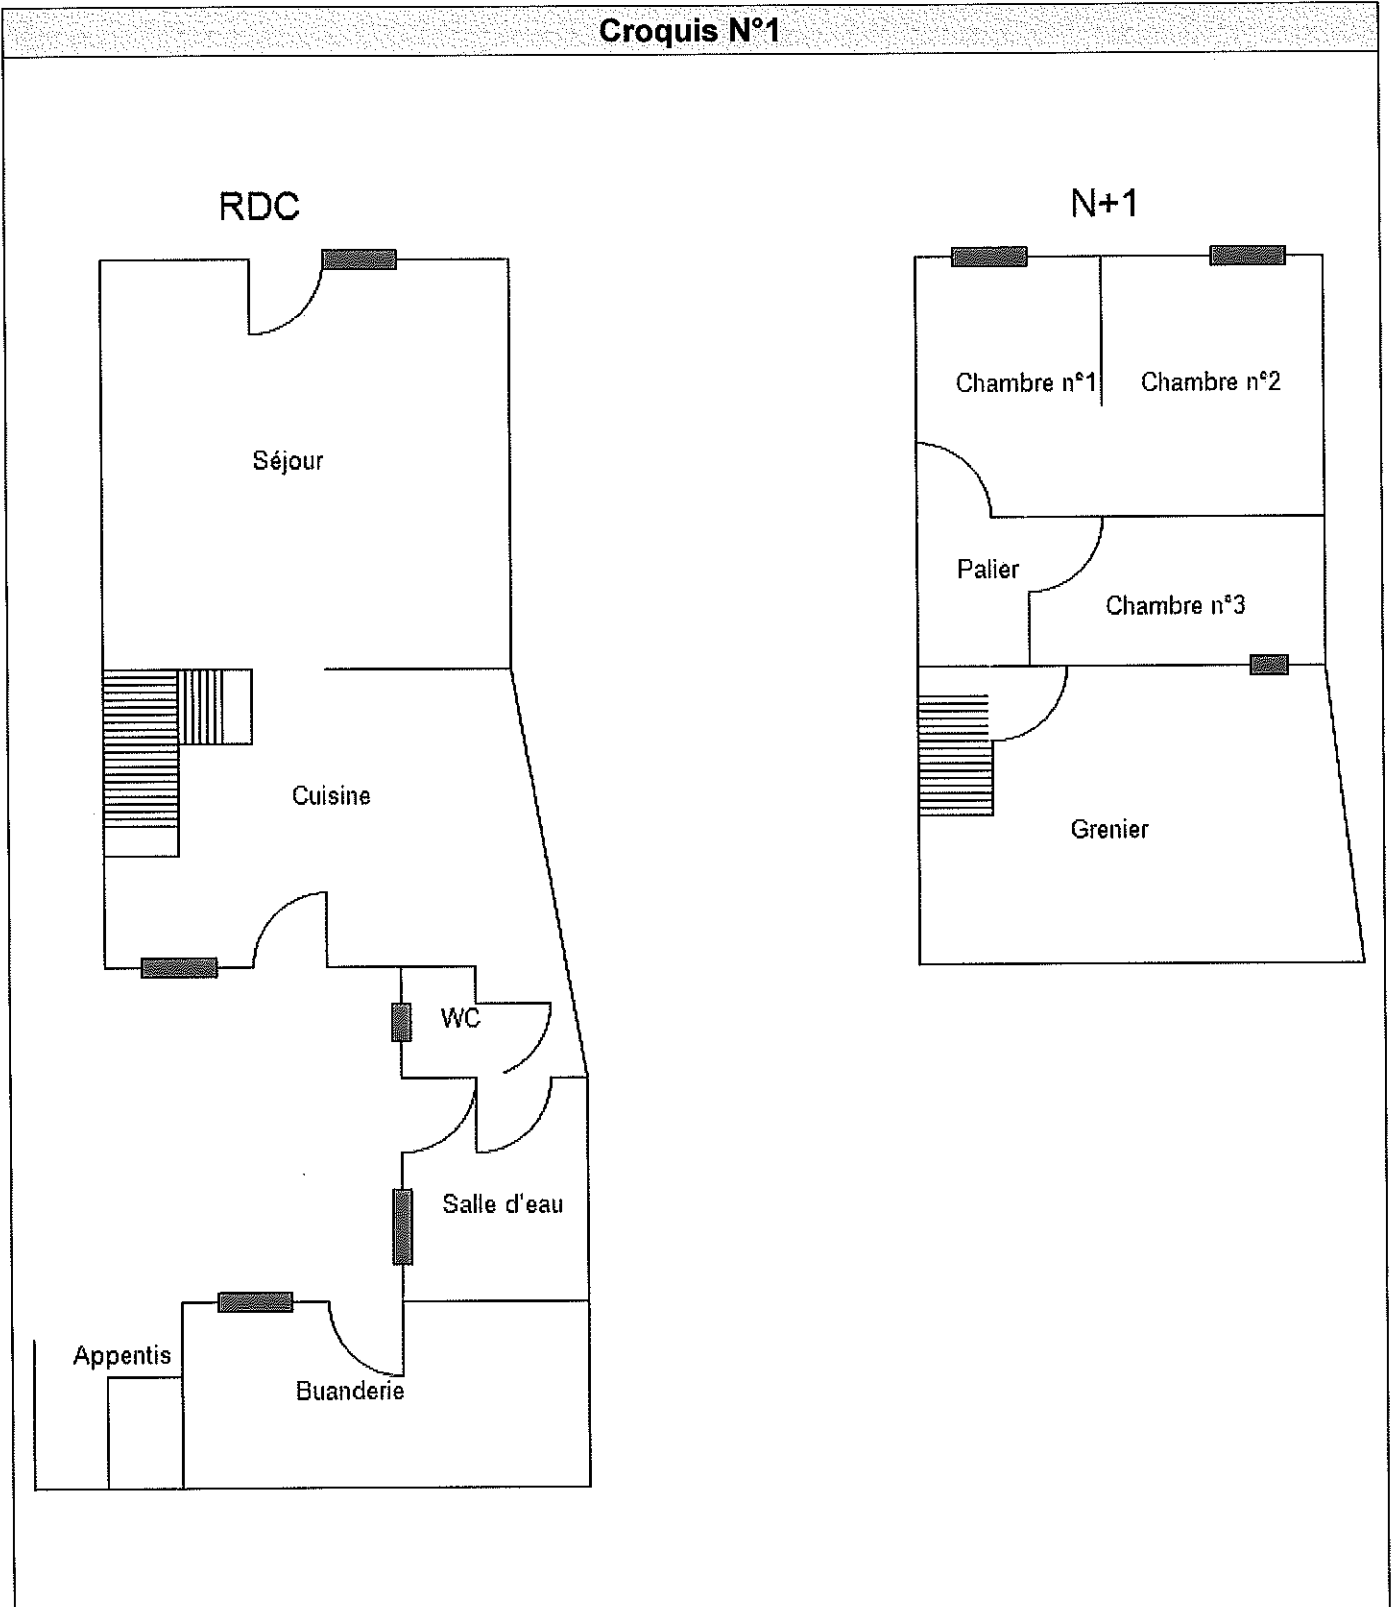 Croquis N°1
RDC
Séjour
Cuisine
WC
Salle d'eau
Appentis
Buanderie
N+1
Chambre n°1
Chambre n°2
Palier
Chambre n°3
Grenier